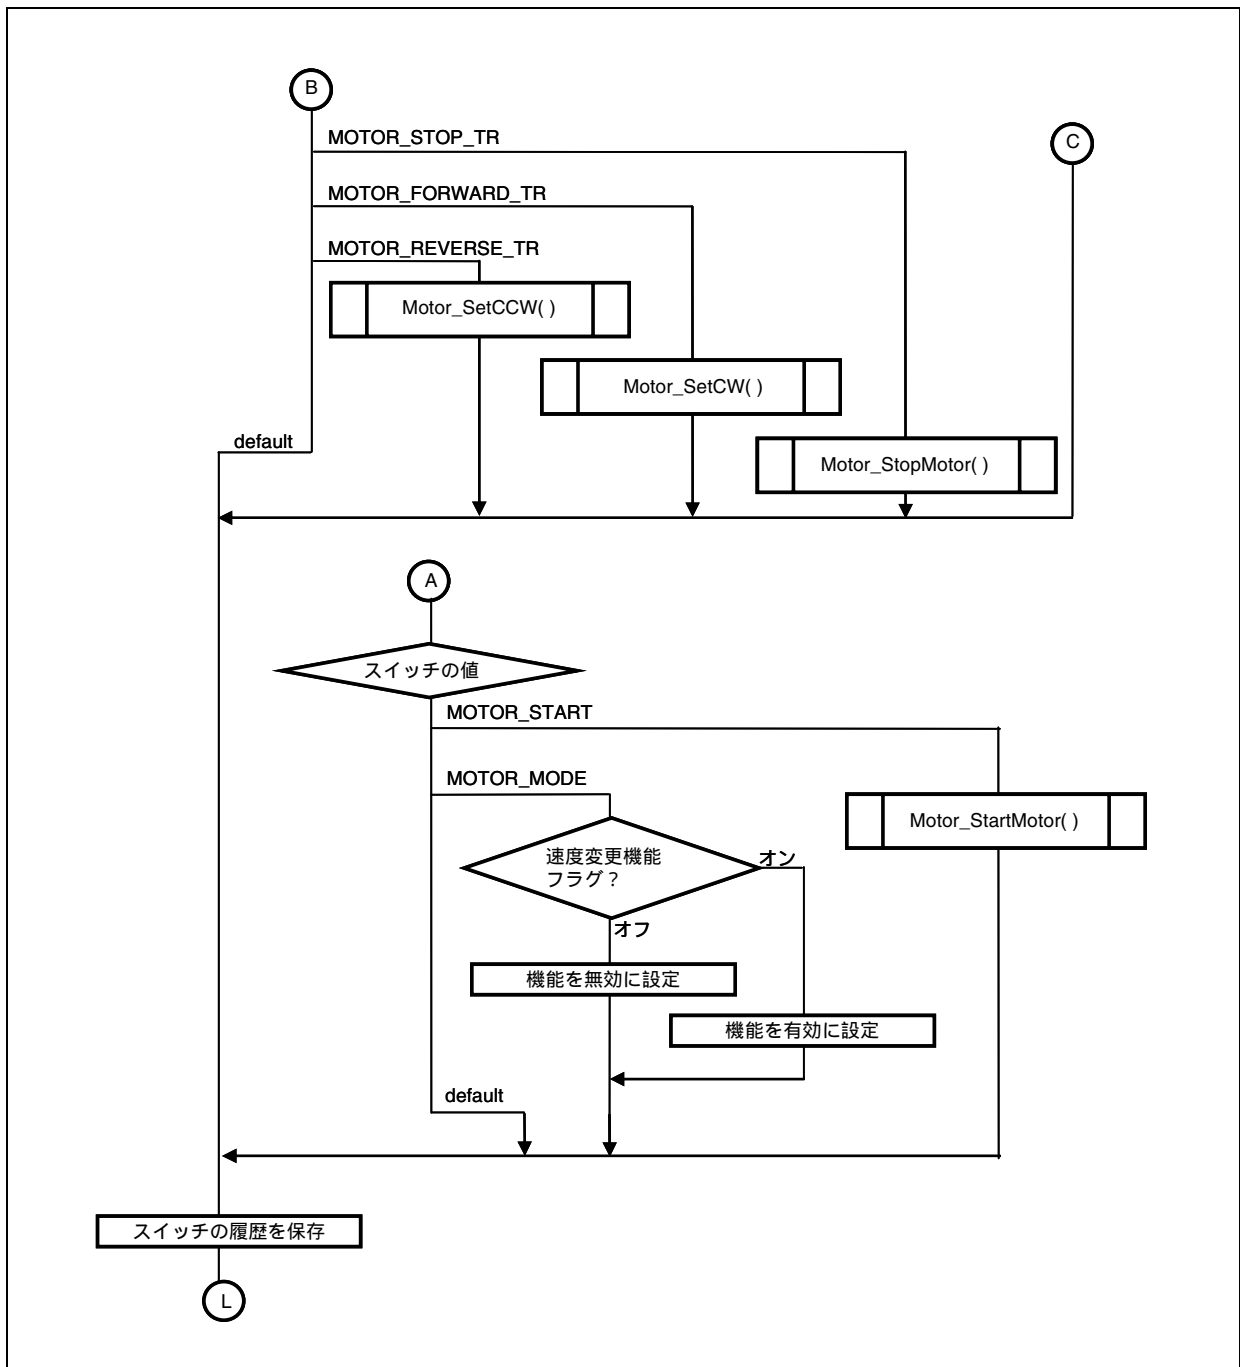 B
MOTOR_STOP_TR
C
MOTOR_FORWARD_TR
MOTOR_REVERSE_TR
Motor_SetCCW( )
Motor_SetCW( )
default
Motor_StopMotor( )
A
スイッチの値
MOTOR_START
MOTOR_MODE
Motor_StartMotor( )
速度変更機能
フラグ？
オン
オフ
機能を無効に設定
機能を有効に設定
default
スイッチの履歴を保存
L